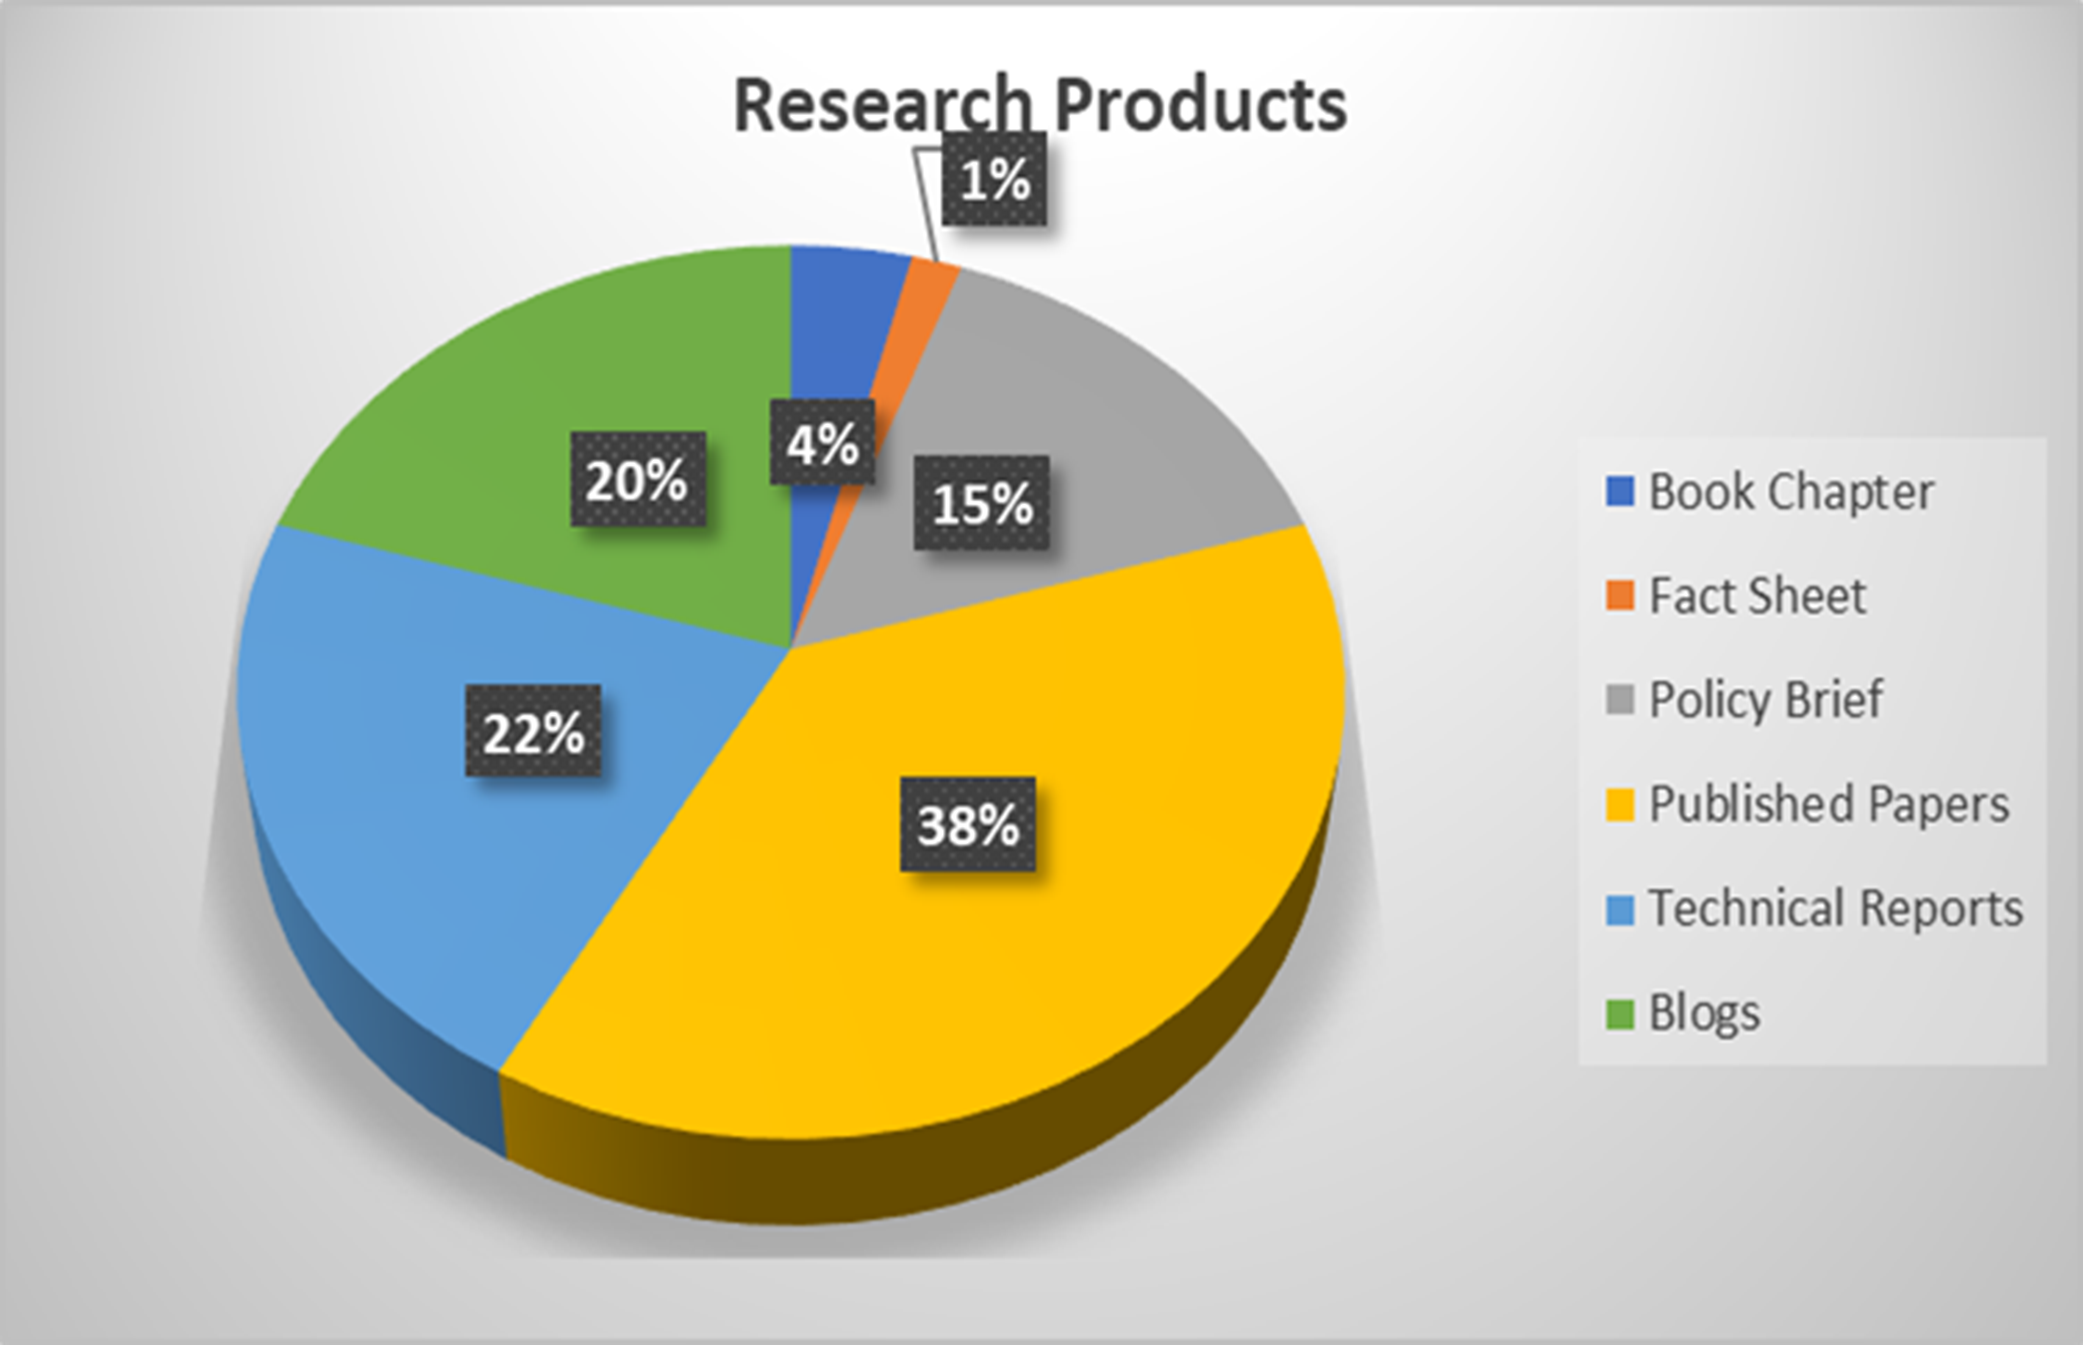 Research Products
1%
4%
15%
20%
22%
38%
Book Chapter
Fact Sheet
Policy Brief
Published Papers
Technical Reports
Blogs